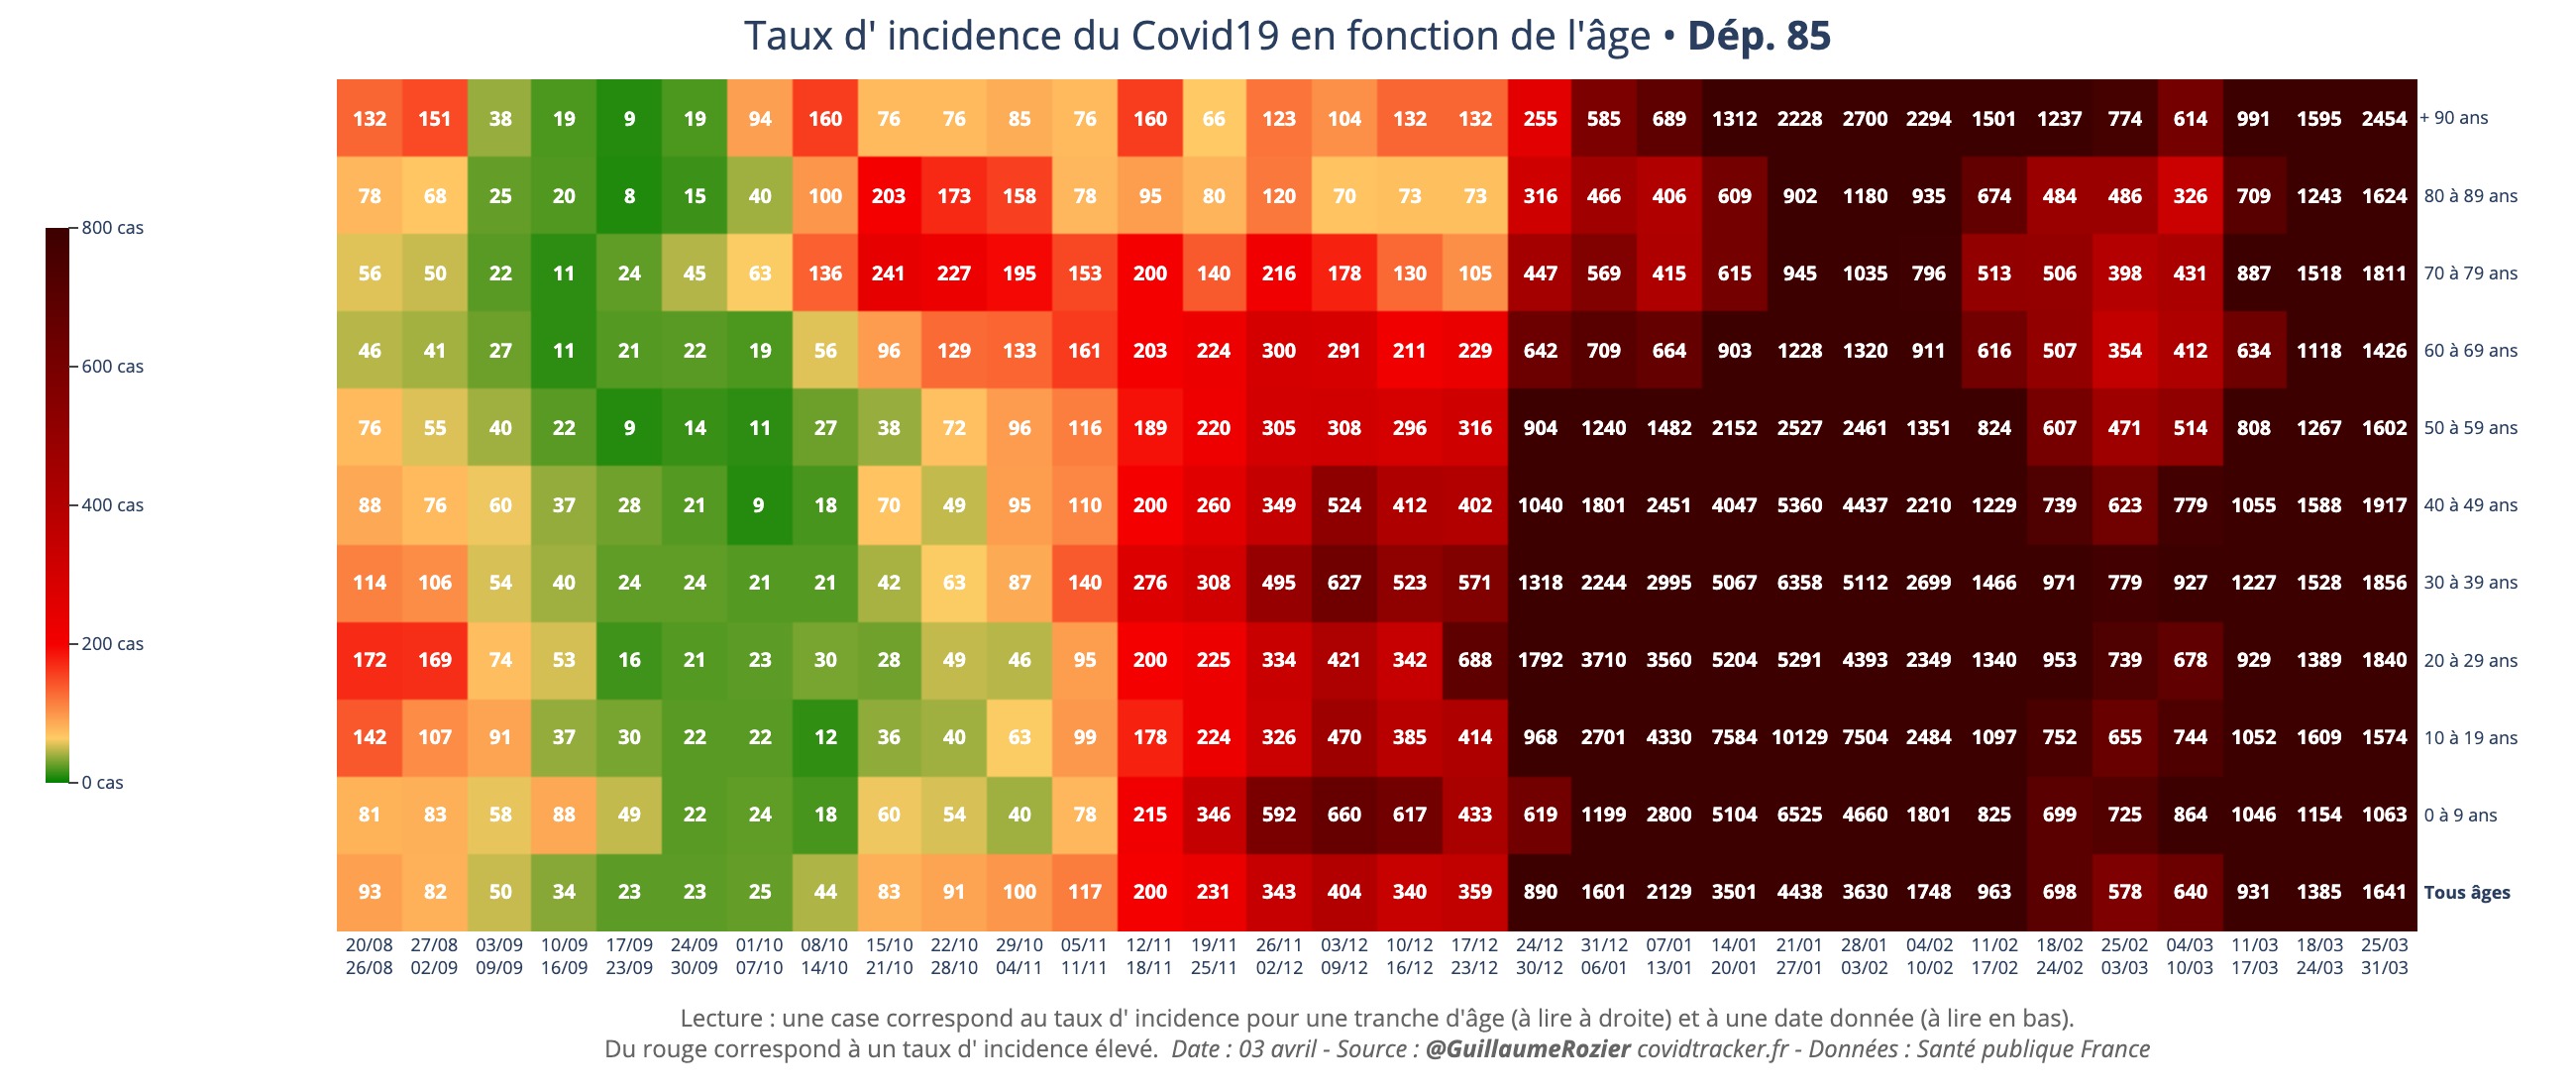 Taux d' incidence du Covid19 en fonction de l'âge • Dép. 85
132 151 38 19 9 19 94 160 76 76 85 76 160 66 123 104 132 132 255 585 689 1312 2228 2700 2294 1501 1237 774 614 991 1595 2454 + 90 ans
78 68 25 20 8 15 40 100 203 173 158 78 95 80 120 70 73 73 316 466 406 609 902 1180 935 674 484 486 326 709 1243 1624 80 à 89 ans
800 cas
56 50 22 11 24 45 63 136 241 227 195 153 200 140 216 178 130 105 447 569 415 615 945 1035 796 513 506 398 431 887 1518 1811 70 à 79 ans
46 41 27 11 21 22 19 56 96 129 133 161 203 224 300 291 211 229 642 709 664 903 1228 1320 911 616 507 354 412 634 1118 1426 60 à 69 ans
600 cas
76 55 40 22 9 14 11 27 38 72 96 116 189 220 305 308 296 316 904 1240 1482 2152 2527 2461 1351 824 607 471 514 808 1267 1602 50 à 59 ans
400 cas
88 76 60 37 28 21 9 18 70 49 95 110 200 260 349 524 412 402 1040 1801 2451 4047 5360 4437 2210 1229 739 623 779 1055 1588 1917 40 à 49 ans
114 106 54 40 24 24 21 21 42 63 87 140 276 308 495 627 523 571 1318 2244 2995 5067 6358 5112 2699 1466 971 779 927 1227 1528 1856 30 à 39 ans
200 cas
172 169 74 53 16 21 23 30 28 49 46 95 200 225 334 421 342 688 1792 3710 3560 5204 5291 4393 2349 1340 953 739 678 929 1389 1840 20 à 29 ans
142 107 91 37 30 22 22 12 36 40 63 99 178 224 326 470 385 414 968 2701 4330 7584 10129 7504 2484 1097 752 655 744 1052 1609 1574 10 à 19 ans
0 cas
81 83 58 88 49 22 24 18 60 54 40 78 215 346 592 660 617 433 619 1199 2800 5104 6525 4660 1801 825 699 725 864 1046 1154 1063 0 à 9 ans
93 82 50 34 23 23 25 44 83 91 100 117 200 231 343 404 340 359 890 1601 2129 3501 4438 3630 1748 963 698 578 640 931 1385 1641 Tous âges
20/08 27/08 03/09 10/09 17/09 24/09 01/10 08/10 15/10 22/10 29/10 05/11 12/11 19/11 26/11 03/12 10/12 17/12 24/12 31/12 07/01 14/01 21/01 28/01 04/02 11/02 18/02 25/02 04/03 11/03 18/03 25/03
26/08 02/09 09/09 16/09 23/09 30/09 07/10 14/10 21/10 28/10 04/11 11/11 18/11 25/11 02/12 09/12 16/12 23/12 30/12 06/01 13/01 20/01 27/01 03/02 10/02 17/02 24/02 03/03 10/03 17/03 24/03 31/03
Lecture : une case correspond au taux d' incidence pour une tranche d'âge (à lire à droite) et à une date donnée (à lire en bas).
Du rouge correspond à un taux d' incidence élevé. Date : 03 avril - Source : @GuillaumeRozier covidtracker.fr - Données : Santé publique France